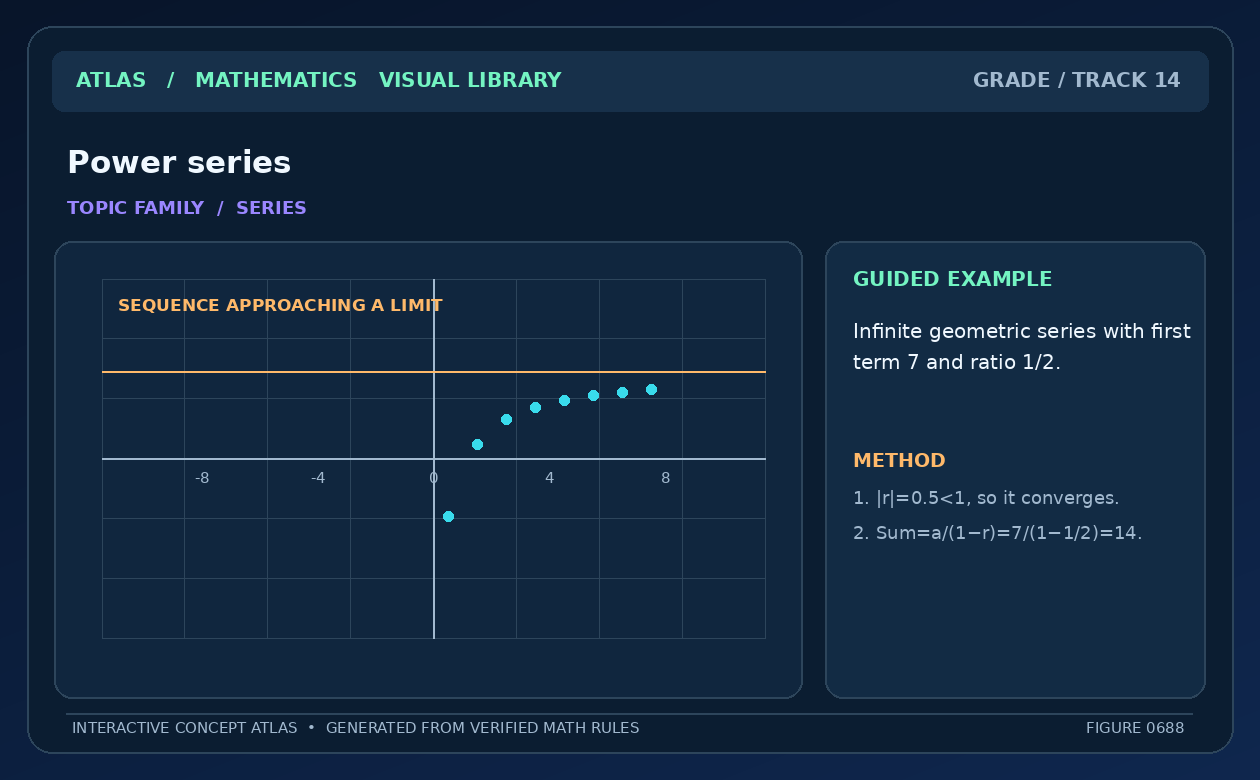 ATLAS / MATHEMATICS VISUAL LIBRARY
GRADE / TRACK 14
Power series
TOPIC FAMILY / SERIES
SEQUENCE APPROACHING A LIMIT
-8 -4 0 4 8
GUIDED EXAMPLE
Infinite geometric series with first
term 7 and ratio 1/2.
METHOD
1. |r|=0.5<1, so it converges.
2. Sum=a/(1−r)=7/(1−1/2)=14.
INTERACTIVE CONCEPT ATLAS • GENERATED FROM VERIFIED MATH RULES
FIGURE 0688